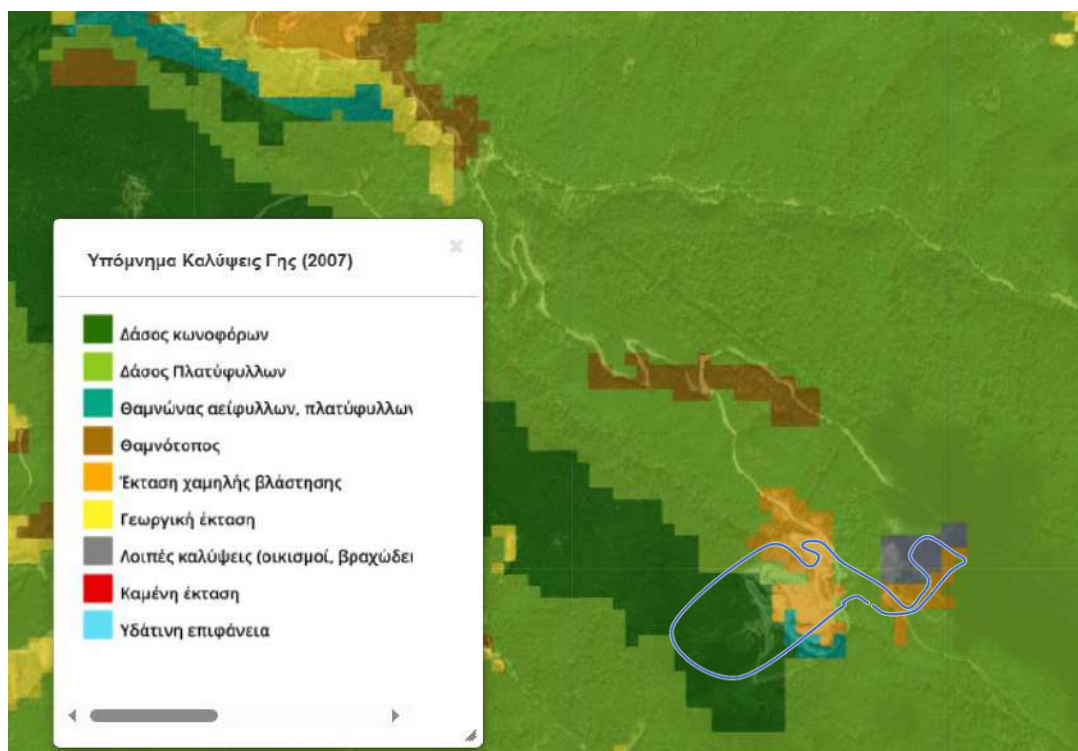 Υπόμνημα Καλύψεις Γης (2007)
Δάσος κωνοφόρων
Δάσος Πλατύφυλλων
Θαμνώνας αείφυλλων, πλατύφυλλων
Θαμνότοπος
Έκταση χαμηλής βλάστησης
Γεωργική έκταση
Λοιπές καλύψεις (οικισμοί, βραχώδει
Καμένη έκταση
Υδάτινη επιφάνεια